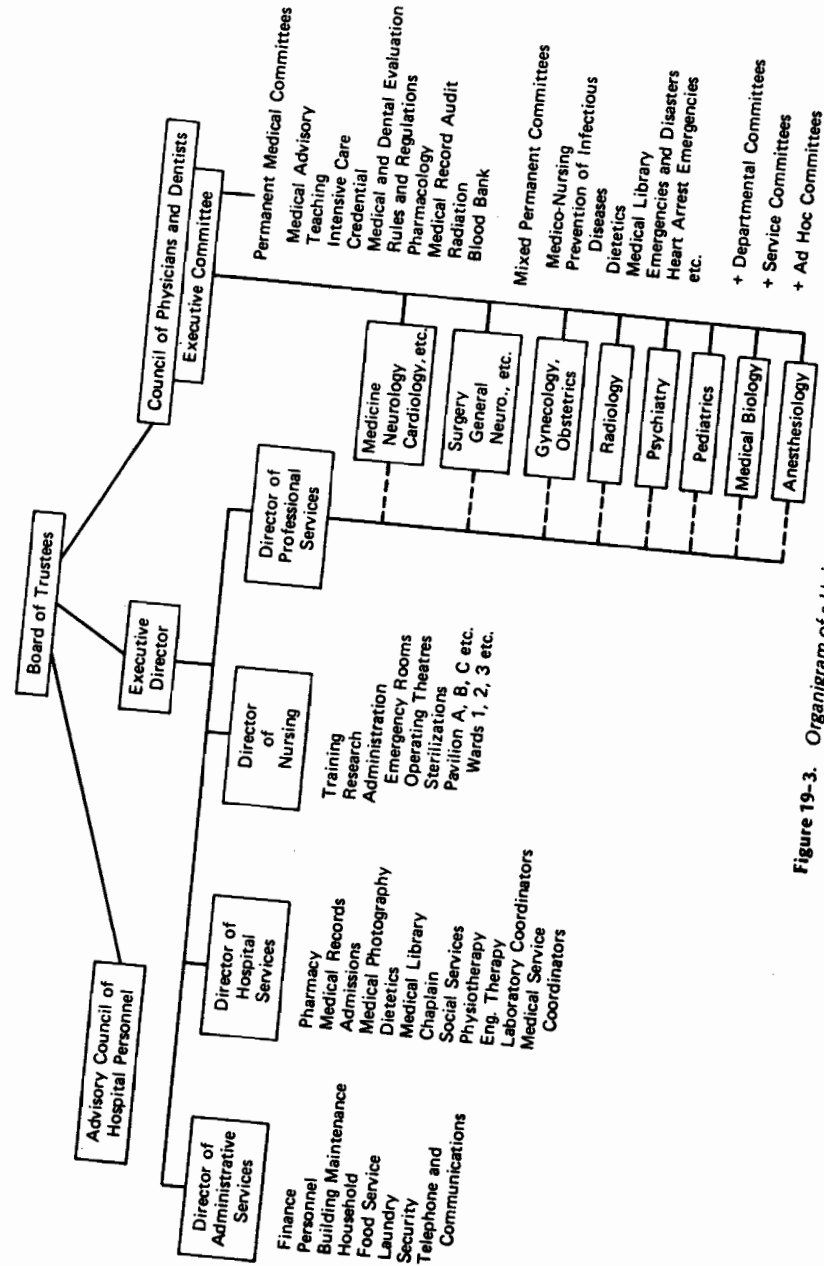 Board of Trustees
Advisory Council of
Hospital Personnel
Executive
Director
Council of Physicians and Dentists
Executive Committee
Director of
Administrative
Services
Finance
Personnel
Building Maintenance
Household
Food Service
Laundry
Security
Telephone and
Communications
Director of
Hospital
Services
Pharmacy
Medical Records
Admissions
Medical Photography
Dietetics
Medical Library
Chaplain
Social Services
Physiotherapy
Eng. Therapy
Laboratory Coordinators
Medical Service
Coordinators
Director
of
Nursing
Training
Research
Administration
Emergency Rooms
Operating Theatres
Sterilizations
Pavilion A, B, C etc.
Wards 1, 2, 3 etc.
Director of
Professional
Services
Medicine
Neurology
Cardiology, etc.
Surgery
General
Neuro., etc.
Gynecology,
Obstetrics
Radiology
Psychiatry
Pediatrics
Medical Biology
Anesthesiology
Permanent Medical Committees
Medical Advisory
Teaching
Intensive Care
Credential
Medical and Dental Evaluation
Rules and Regulations
Pharmacology
Medical Record Audit
Radiation
Blood Bank
Mixed Permanent Committees
Medico-Nursing
Prevention of Infectious
Diseases
Dietetics
Medical Library
Emergencies and Disasters
Heart Arrest Emergencies
etc.
+ Departmental Committees
+ Service Committees
+ Ad Hoc Committees
Figure 19-3. Organigram of a